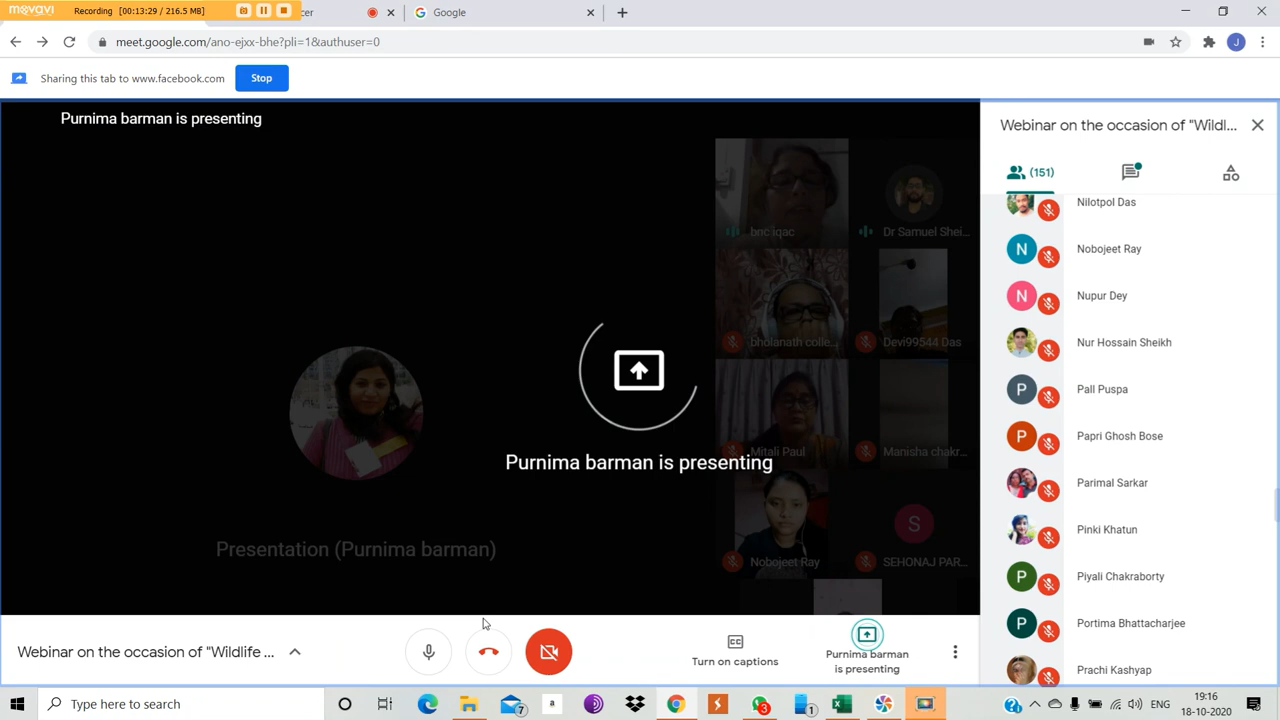 movavi
Recording (00:13:29 / 216.5 MB)
cer
Google
meet.google.com/ano-ejxx-bhe?pli=1&authuser=0
J
Sharing this tab to www.facebook.com
Stop
Purnima barman is presenting
Webinar on the occasion of "Wildl...
(151)
bnc iqac
Dr Samuel Shei...
bholanath colle...
Devi99544 Das
Mitali Paul
Manisha chakr...
Nobojeet Ray
S
SEHONAJ PAR...
Purnima barman is presenting
Presentation (Purnima barman)
Nilotpol Das
N
Nobojeet Ray
N
Nupur Dey
Nur Hossain Sheikh
P
Pall Puspa
P
Papri Ghosh Bose
Parimal Sarkar
Pinki Khatun
P
Piyali Chakraborty
P
Portima Bhattacharjee
Prachi Kashyap
Webinar on the occasion of "Wildlife ...
CC
Turn on captions
Purnima barman
is presenting
Type here to search
7
a
3
1
ENG
19:16
18-10-2020